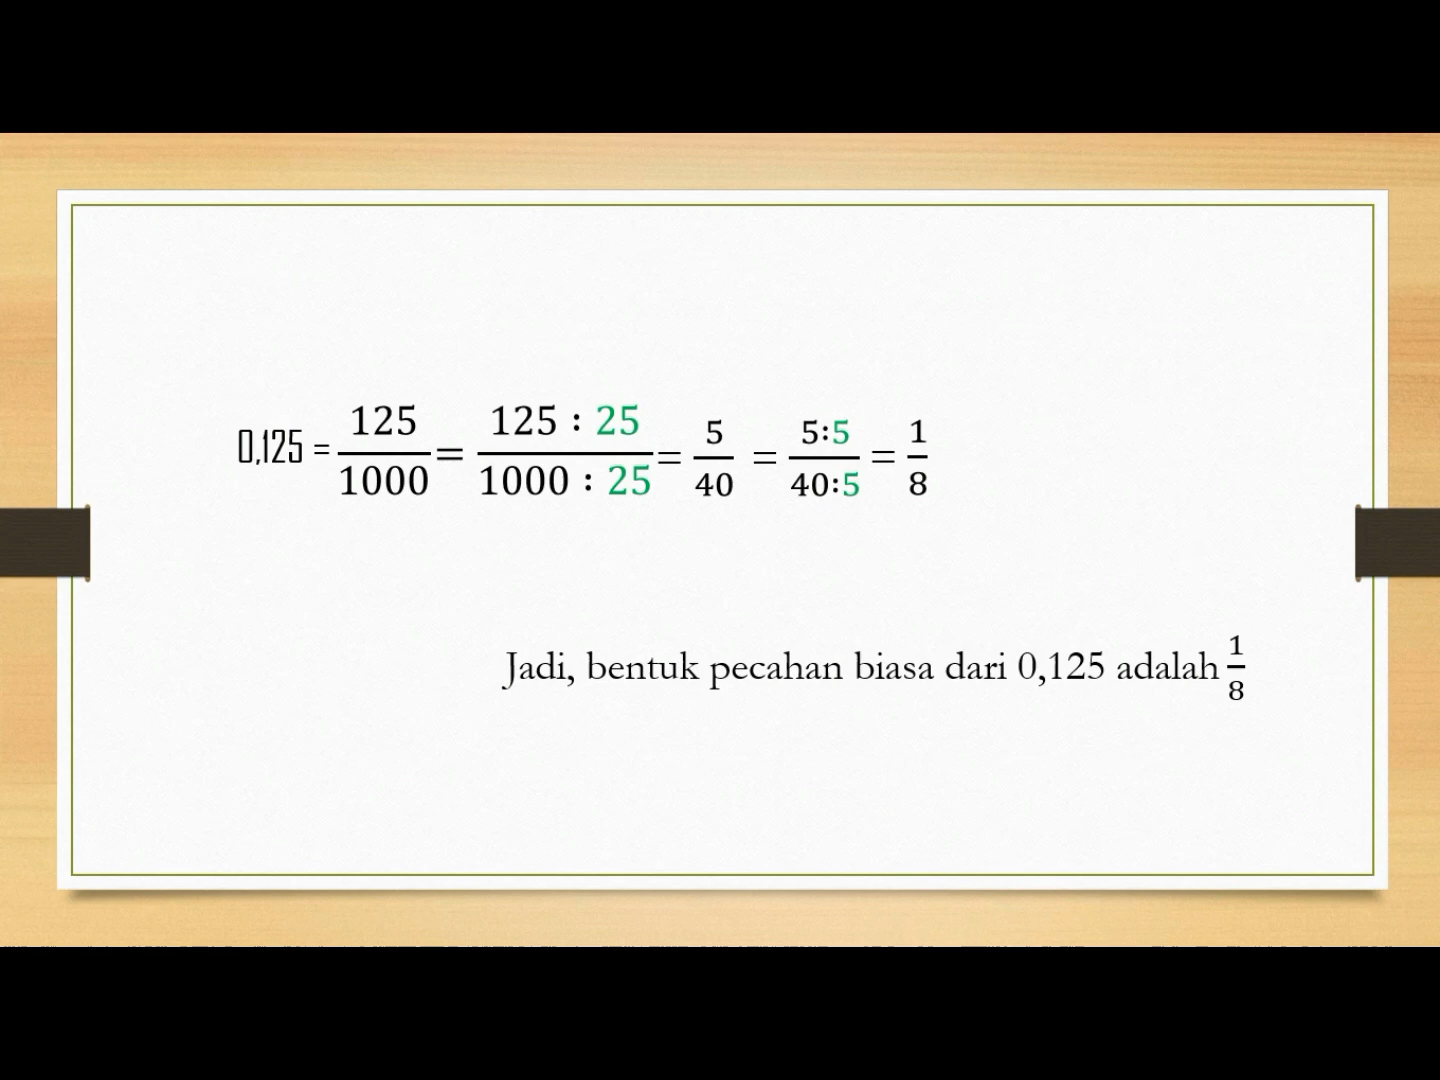 0,125 = 125/1000 = 125 : 25/1000 : 25 = 5/40 = 5:5/40:5 = 1/8
Jadi, bentuk pecahan biasa dari 0,125 adalah 1/8